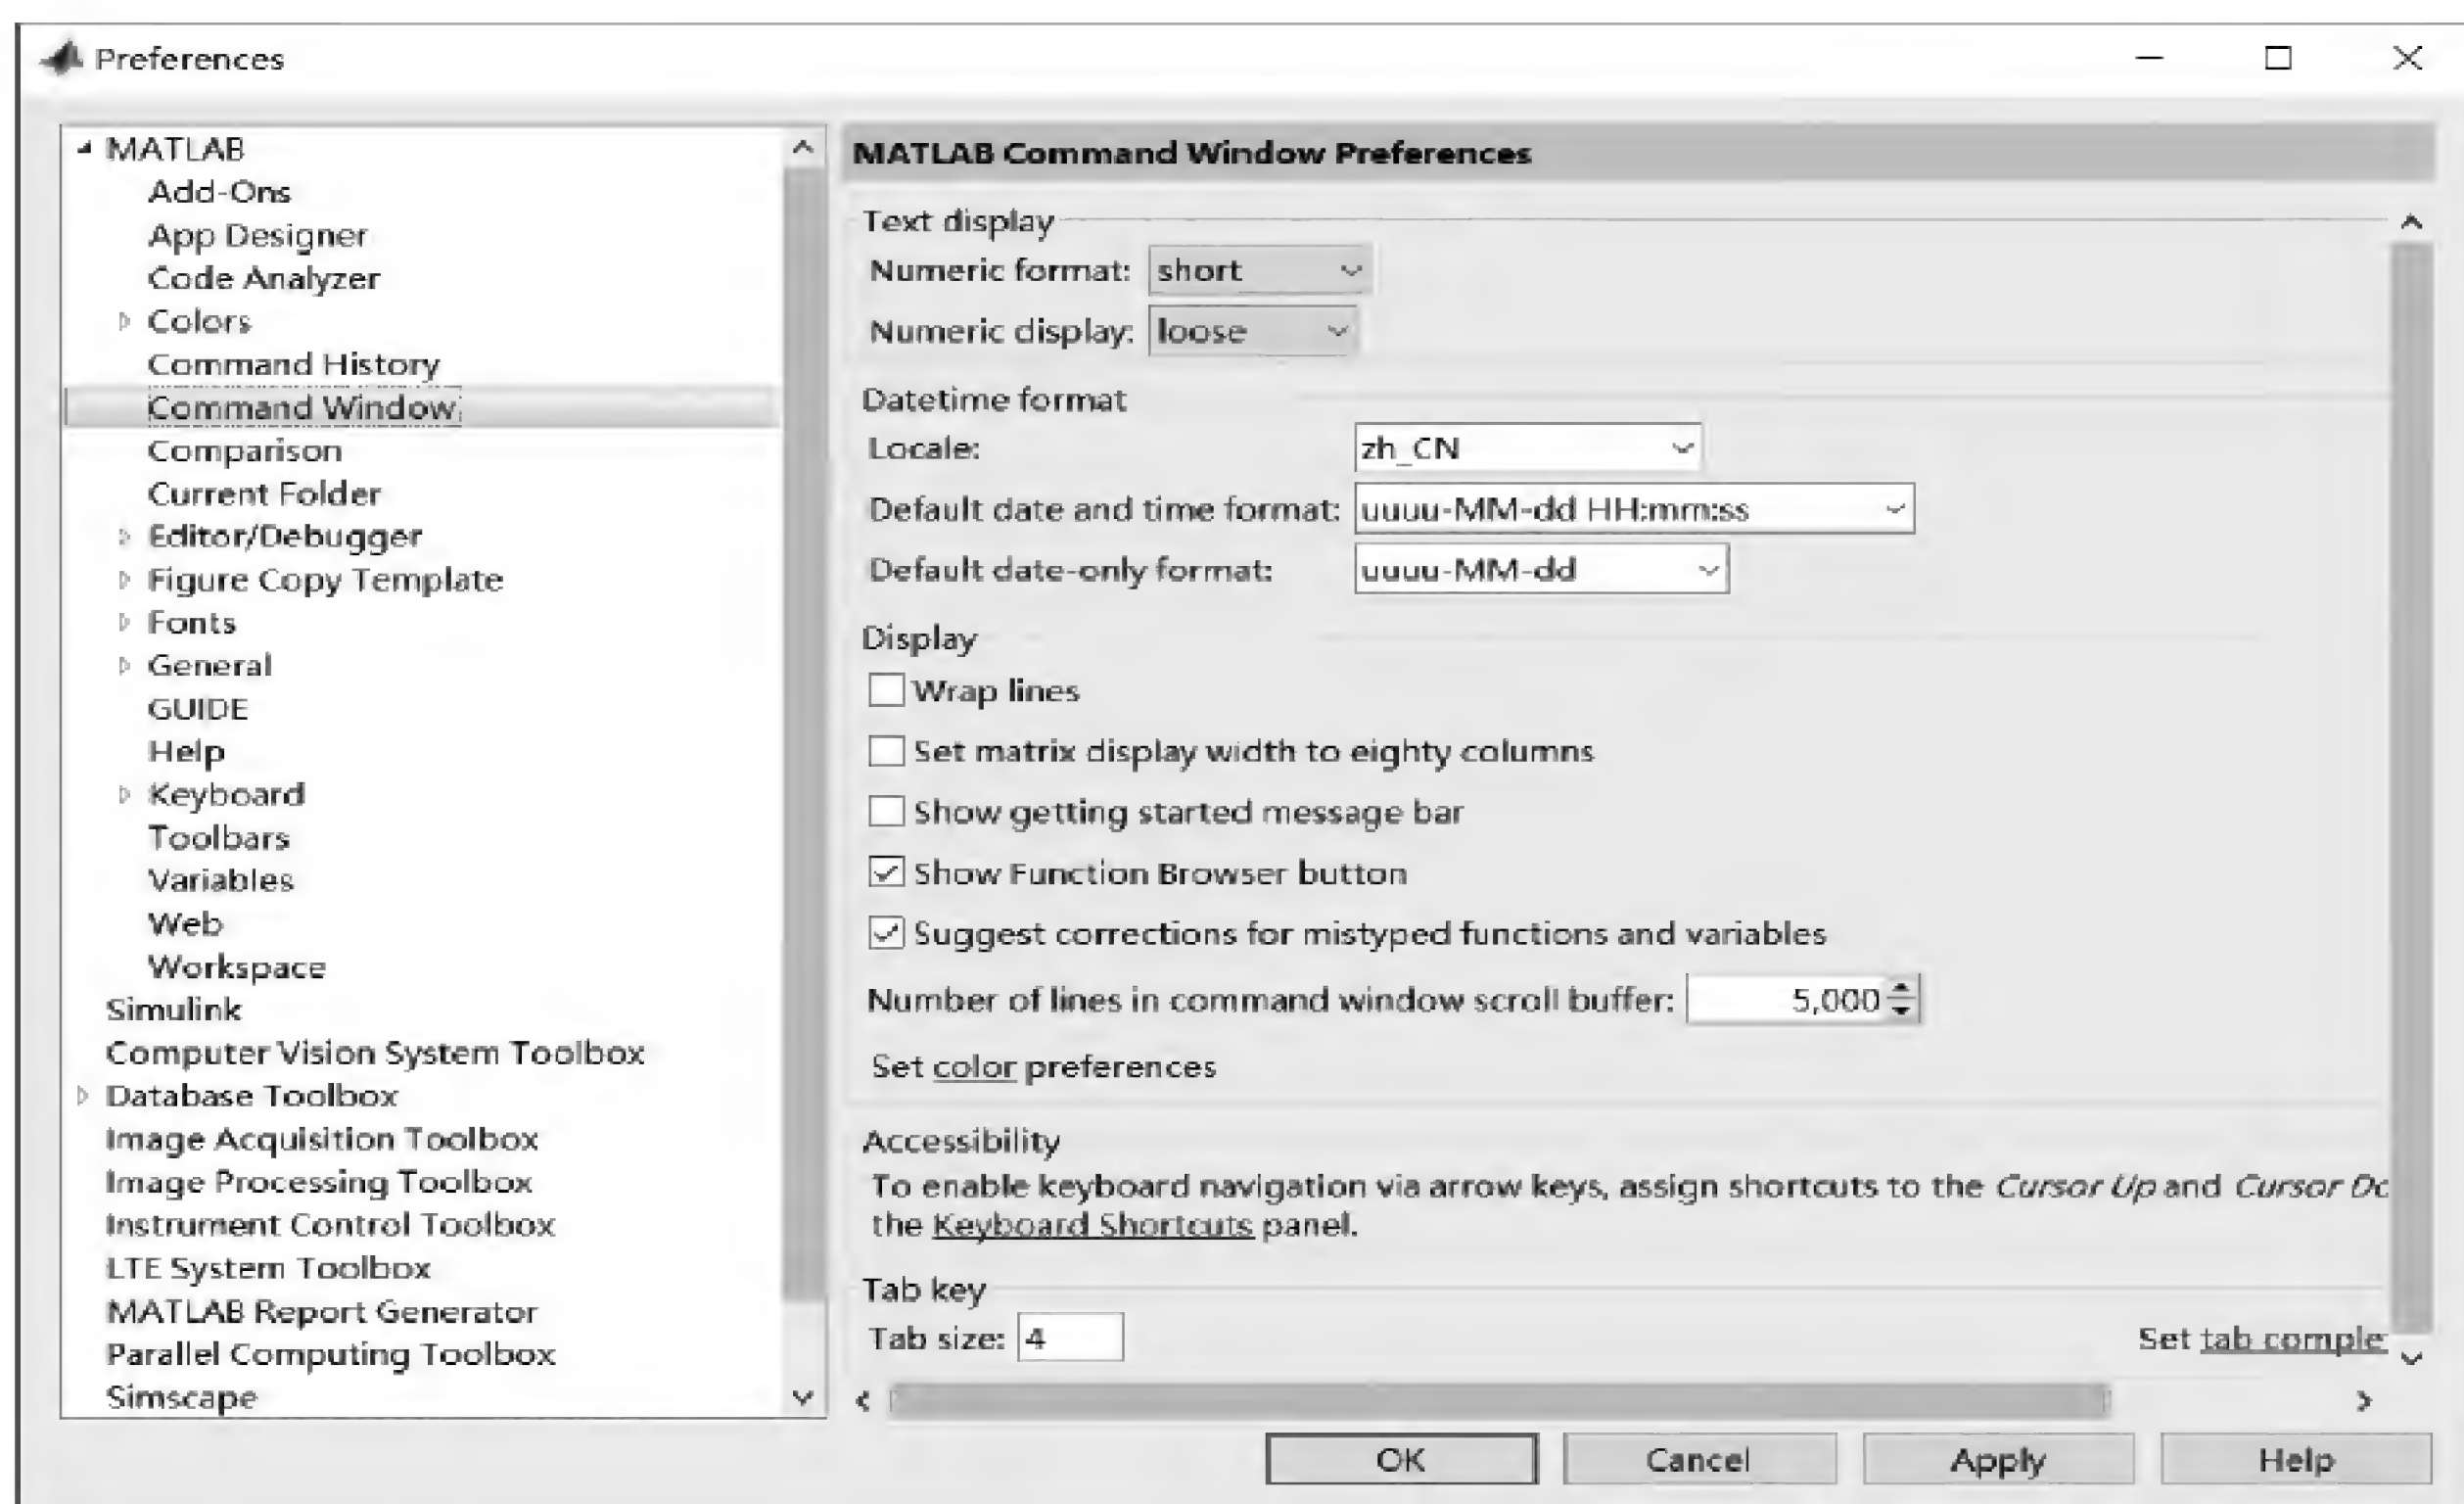 Preferences
MATLAB
Add-Ons
App Designer
Code Analyzer
Colors
Command History
Command Window
Comparison
Current Folder
Editor/Debugger
Figure Copy Template
Fonts
General
GUIDE
Help
Keyboard
Toolbars
Variables
Web
Workspace
Simulink
Computer Vision System Toolbox
Database Toolbox
Image Acquisition Toolbox
Image Processing Toolbox
Instrument Control Toolbox
LTE System Toolbox
MATLAB Report Generator
Parallel Computing Toolbox
Simscape
MATLAB Command Window Preferences
Text display
Numeric format: short
Numeric display: loose
Datetime format
Locale: zh_CN
Default date and time format: uuuu-MM-dd HH:mm:ss
Default date-only format: uuuu-MM-dd
Display
Wrap lines
Set matrix display width to eighty columns
Show getting started message bar
Show Function Browser button
Suggest corrections for mistyped functions and variables
Number of lines in command window scroll buffer: 5,000
Set color preferences
Accessibility
To enable keyboard navigation via arrow keys, assign shortcuts to the Cursor Up and Cursor Dc
the Keyboard Shortcuts panel.
Tab key
Tab size: 4 Set tab comple
OK Cancel Apply Help